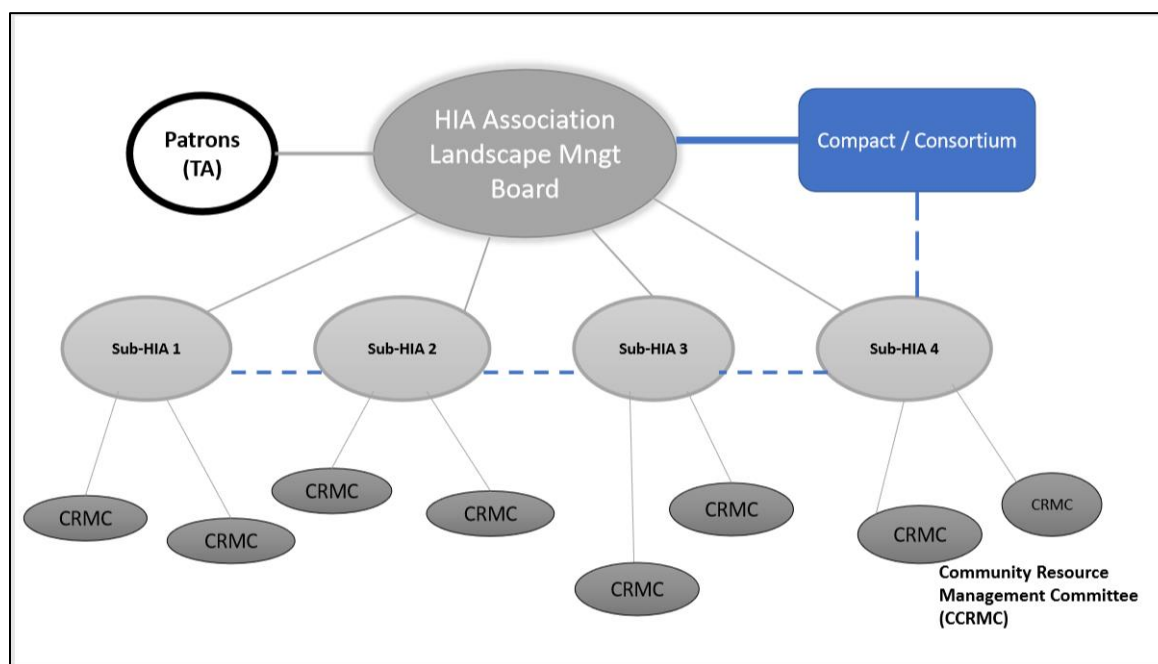 Patrons
(TA)
HIA Association
Landscape Mngt
Board
Compact / Consortium
Sub-HIA 1
Sub-HIA 2
Sub-HIA 3
Sub-HIA 4
CRMC
CRMC
CRMC
CRMC
CRMC
CRMC
CRMC
CRMC
Community Resource
Management Committee
(CCRMC)